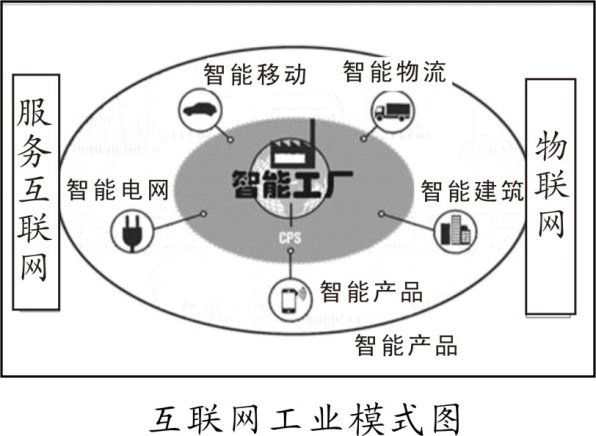 智能移动
智能物流
服务互联网
物联网
智能工厂
智能电网
智能建筑
CPS
智能产品
智能产品
互联网工业模式图